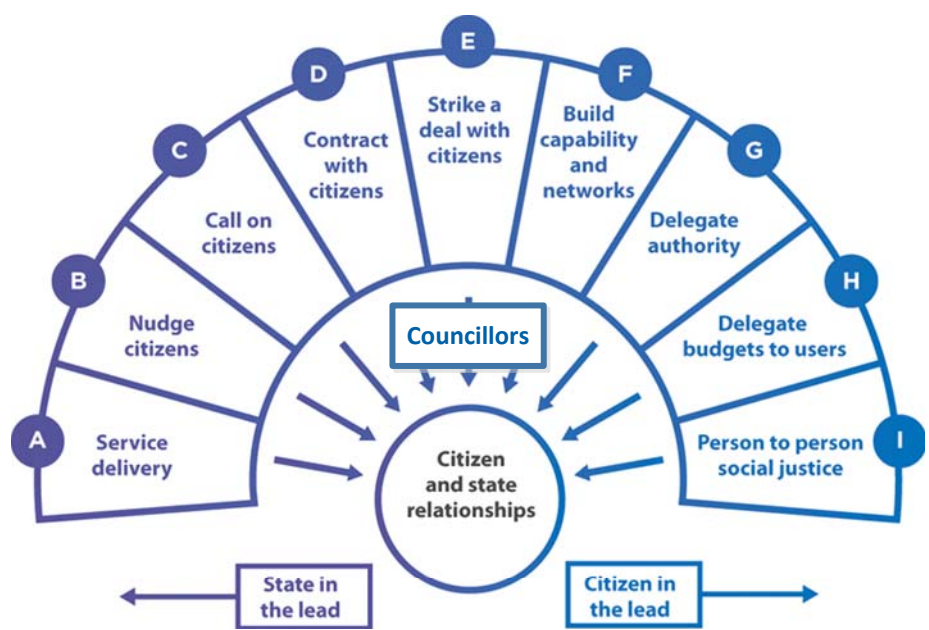 A
Service
delivery
B
Nudge
citizens
C
Call on
citizens
D
Contract
with
citizens
E
Strike a
deal with
citizens
F
Build
capability
and
networks
G
Delegate
authority
H
Delegate
budgets to users
I
Person to person
social justice
Councillors
Citizen
and state
relationships
State in
the lead
Citizen in
the lead